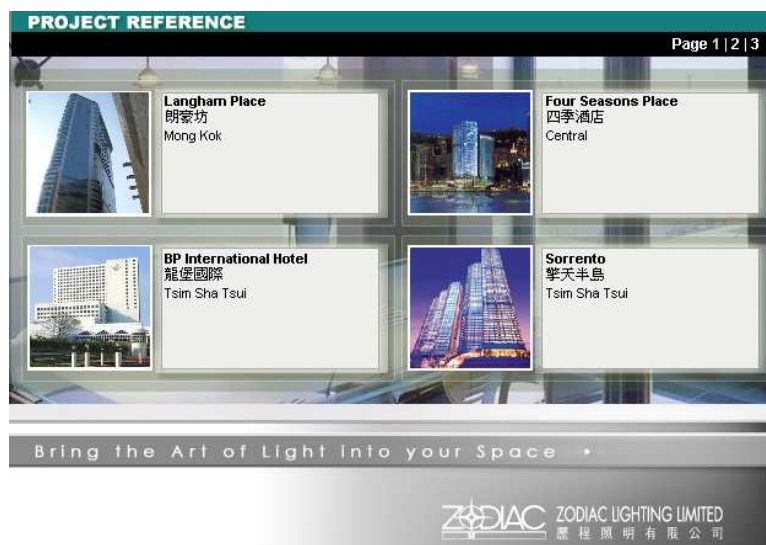 PROJECT REFERENCE
Page 1 | 2 | 3
Langham Place
朗豪坊
Mong Kok
Four Seasons Place
四季酒店
Central
BP International Hotel
龍堡國際
Tsim Sha Tsui
Sorrento
擎天半島
Tsim Sha Tsui
Bring the Art of Light into your Space •
ZODIAC ZODIAC LIGHTING LIMITED
歷程照明有限公司